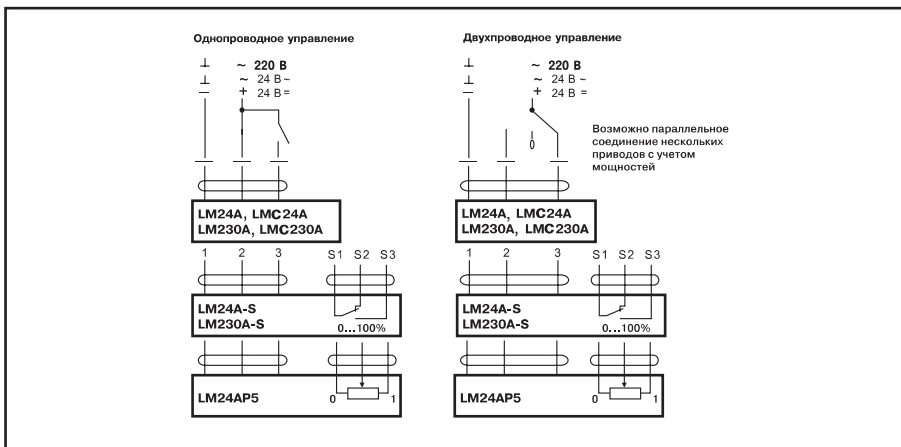 Однопроводное управление
~ 220 В
~ 24 В ~
+ 24 В =
LM24A, LMC24A
LM230A, LMC230A
1 2 3 S1 S2 S3
LM24A-S
LM230A-S
0...100%
LM24AP5
0 1
Двухпроводное управление
~ 220 В
~ 24 В ~
+ 24 В =
0
Возможно параллельное
соединение нескольких
приводов с учетом
мощностей
LM24A, LMC24A
LM230A, LMC230A
1 2 3 S1 S2 S3
LM24A-S
LM230A-S
0...100%
LM24AP5
0 1